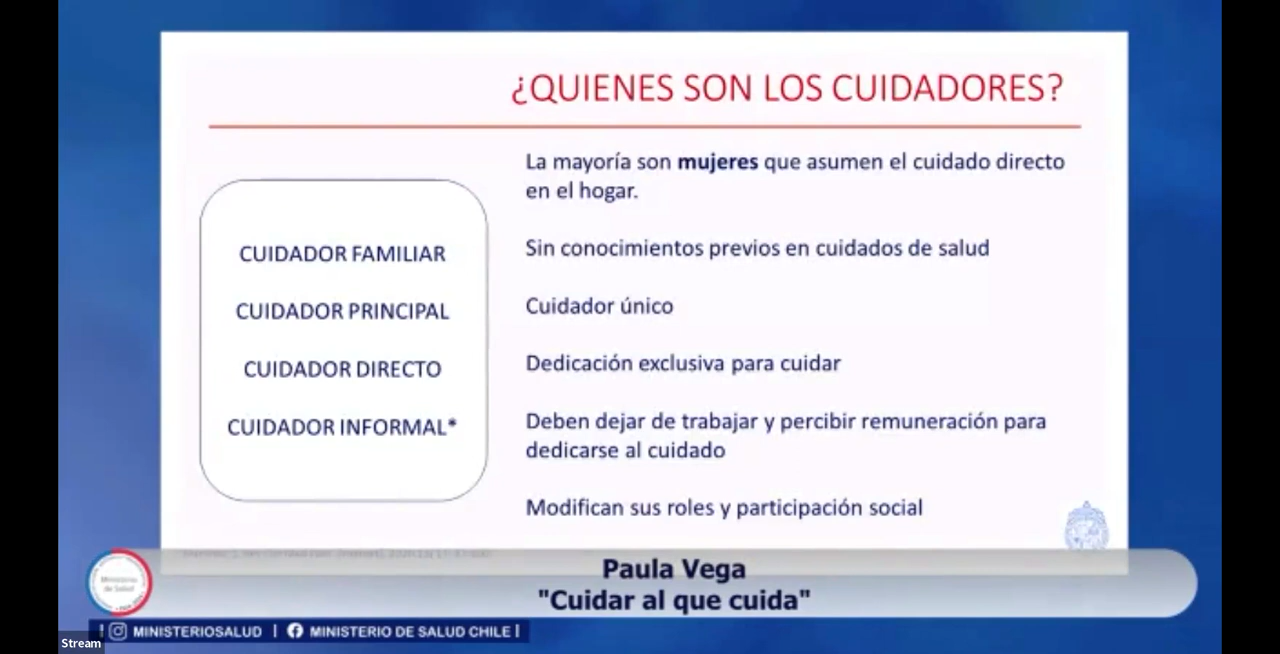 ¿QUIENES SON LOS CUIDADORES?
CUIDADOR FAMILIAR
CUIDADOR PRINCIPAL
CUIDADOR DIRECTO
CUIDADOR INFORMAL*
La mayoría son mujeres que asumen el cuidado directo
en el hogar.
Sin conocimientos previos en cuidados de salud
Cuidador único
Dedicación exclusiva para cuidar
Deben dejar de trabajar y percibir remuneración para
dedicarse al cuidado
Modifican sus roles y participación social
Ministerio
de Salud
Paula Vega
"Cuidar al que cuida"
| MINISTERIOSALUD | MINISTERIO DE SALUD CHILE |
Stream